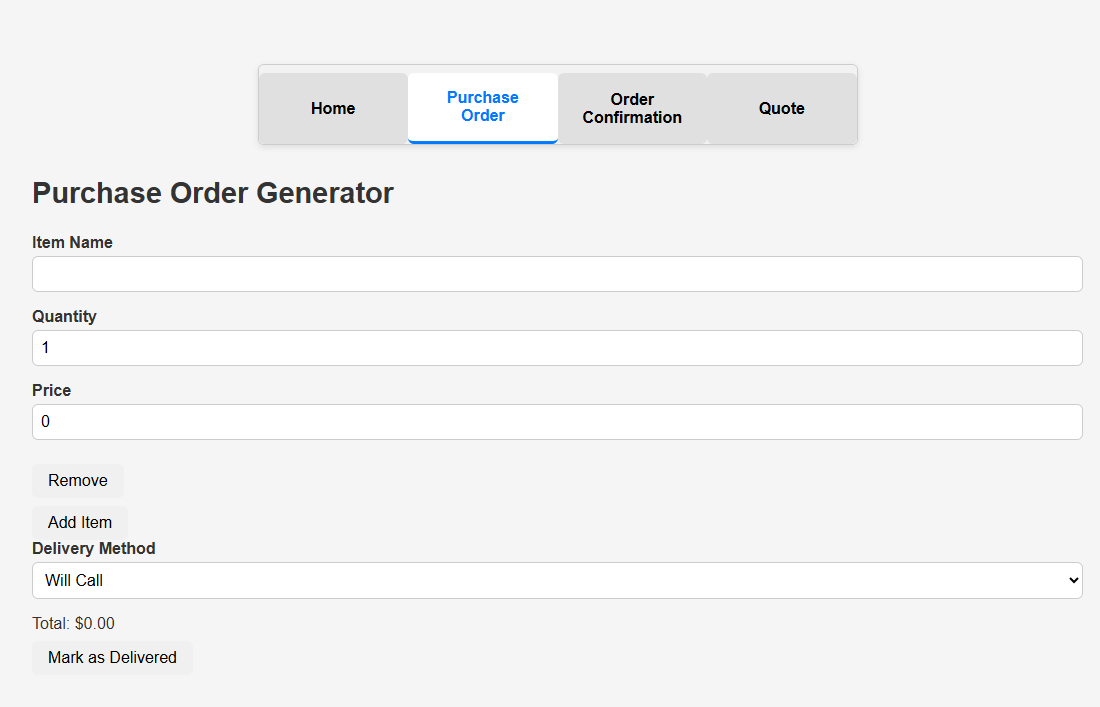 Home
Purchase
Order
Order
Confirmation
Quote
Purchase Order Generator
Item Name
Quantity
1
Price
0
Remove
Add Item
Delivery Method
Will Call
Total: $0.00
Mark as Delivered